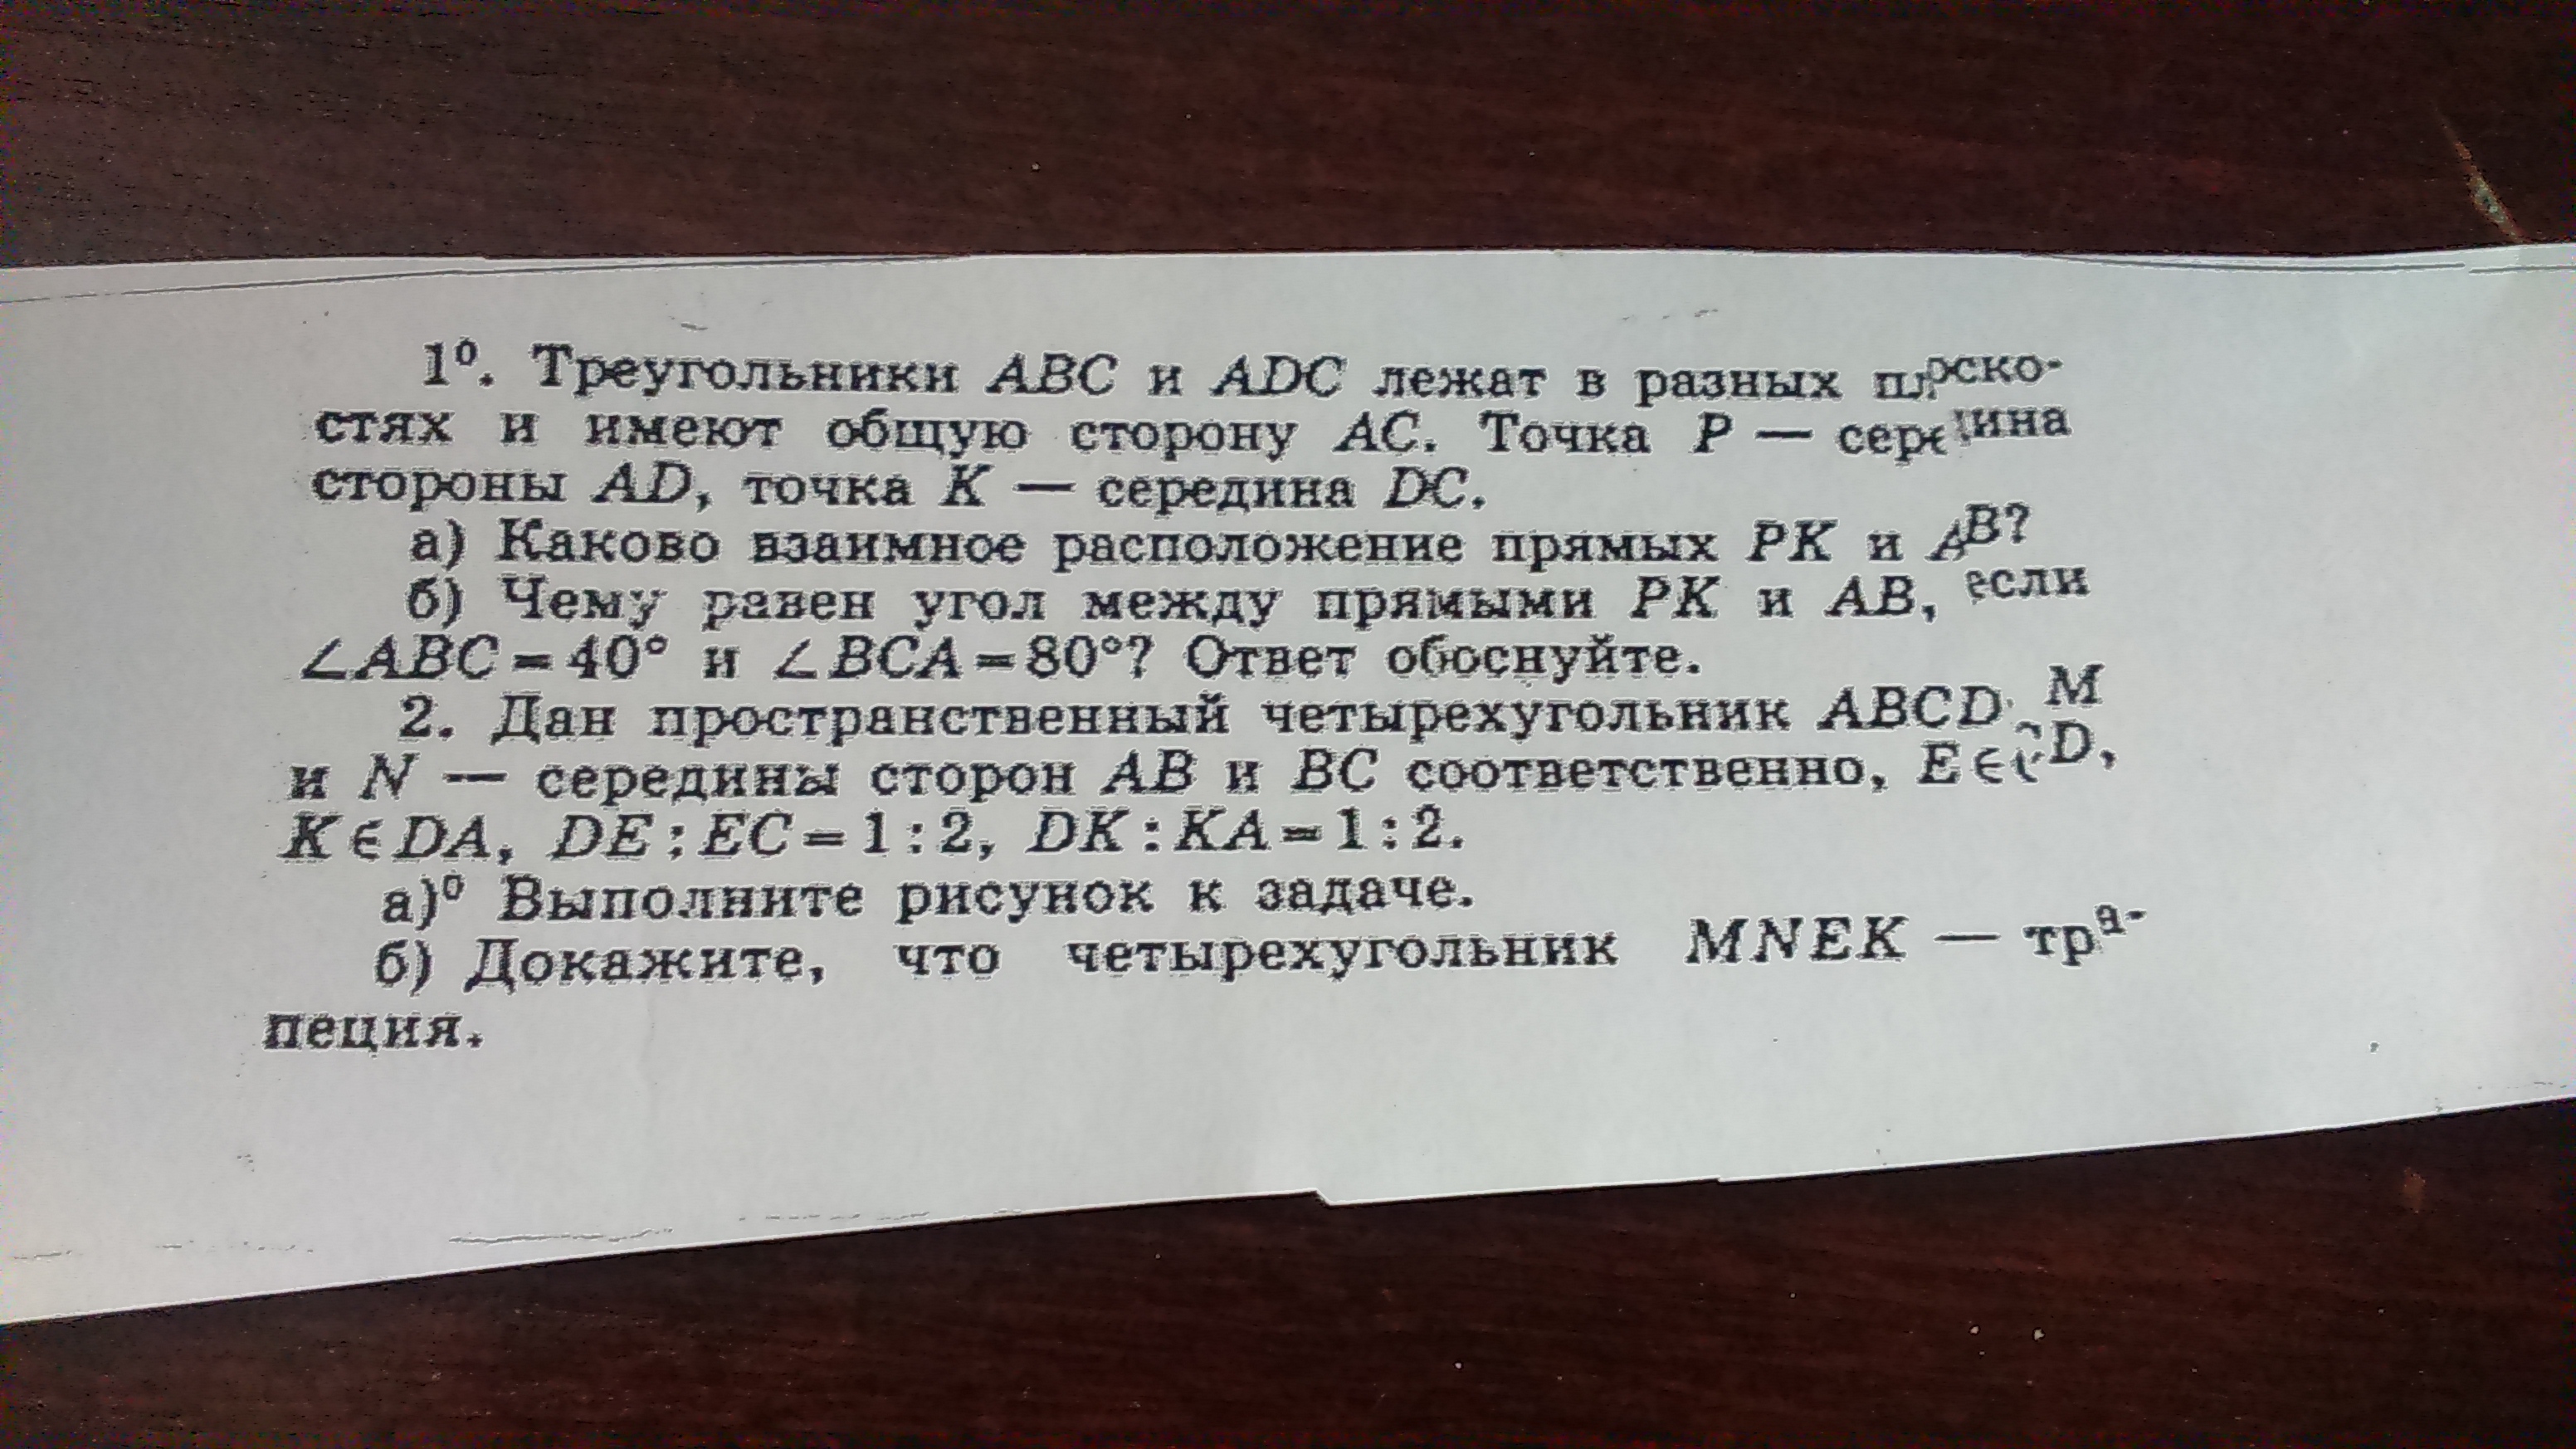 1⁰. Треугольники ABC и ADC лежат в разных плоско-
стях и имеют общую сторону AC. Точка P — середина
стороны AD, точка K — середина DC.
а) Каково взаимное расположение прямых PK и AB?
б) Чему равен угол между прямыми PK и AB, если
∠ABC = 40° и ∠BCA = 80°? Ответ обоснуйте.
2. Дан пространственный четырехугольник ABCD, M
и N — середины сторон AB и BC соответственно, E ∈ CD,
K ∈ DA, DE : EC = 1 : 2, DK : KA = 1 : 2.
а)⁰ Выполните рисунок к задаче.
б) Докажите, что четырехугольник MNEK — тра-
пеция.